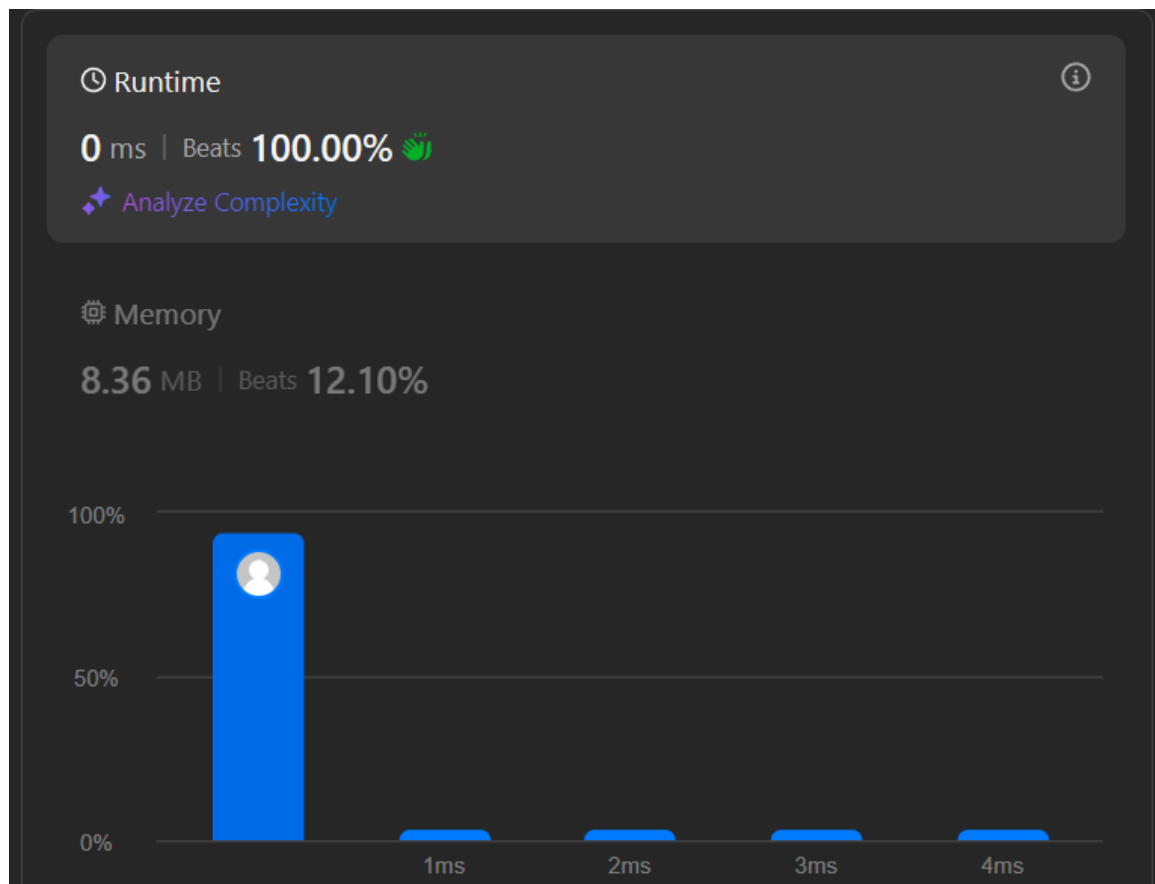 Runtime
0 ms | Beats 100.00%
Analyze Complexity
Memory
8.36 MB | Beats 12.10%
100%
50%
0%
1ms 2ms 3ms 4ms